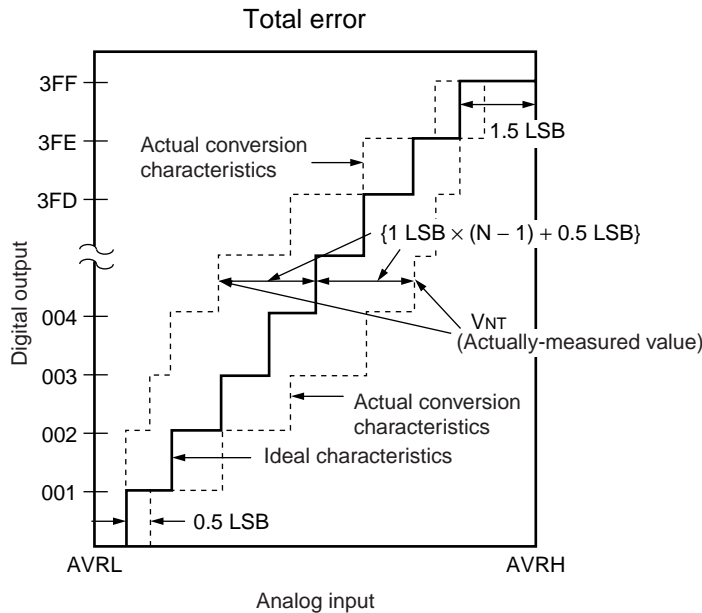 Total error
3FF
3FE
3FD
004
003
002
001
Digital output
Actual conversion
characteristics
1.5 LSB
{1 LSB × (N − 1) + 0.5 LSB}
VNT
(Actually-measured value)
Actual conversion
characteristics
Ideal characteristics
0.5 LSB
AVRL
AVRH
Analog input